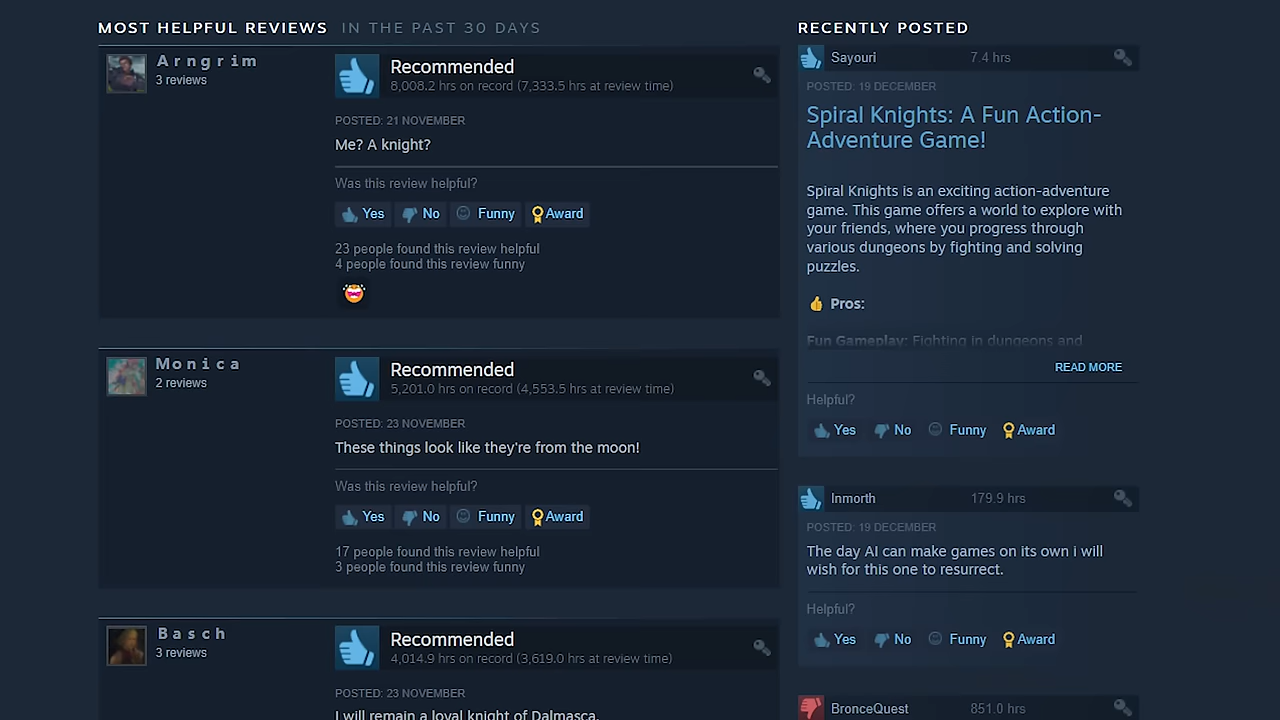 MOST HELPFUL REVIEWS IN THE PAST 30 DAYS
Arngrim
3 reviews
Recommended
8,008.2 hrs on record (7,333.5 hrs at review time)
POSTED: 21 NOVEMBER
Me? A knight?
Was this review helpful?
Yes No Funny Award
23 people found this review helpful
4 people found this review funny
Monica
2 reviews
Recommended
5,201.0 hrs on record (4,553.5 hrs at review time)
POSTED: 23 NOVEMBER
These things look like they're from the moon!
Was this review helpful?
Yes No Funny Award
17 people found this review helpful
3 people found this review funny
Basch
3 reviews
Recommended
4,014.9 hrs on record (3,619.0 hrs at review time)
POSTED: 23 NOVEMBER
I will remain a loyal knight of Dalmasca.
RECENTLY POSTED
Sayouri 7.4 hrs
POSTED: 19 DECEMBER
Spiral Knights: A Fun Action-
Adventure Game!
Spiral Knights is an exciting action-adventure
game. This game offers a world to explore with
your friends, where you progress through
various dungeons by fighting and solving
puzzles.
👍 Pros:
Fun Gameplay: Fighting in dungeons and
READ MORE
Helpful?
Yes No Funny Award
Inmorth 179.9 hrs
POSTED: 19 DECEMBER
The day AI can make games on its own i will
wish for this one to resurrect.
Helpful?
Yes No Funny Award
BronceQuest 851.0 hrs